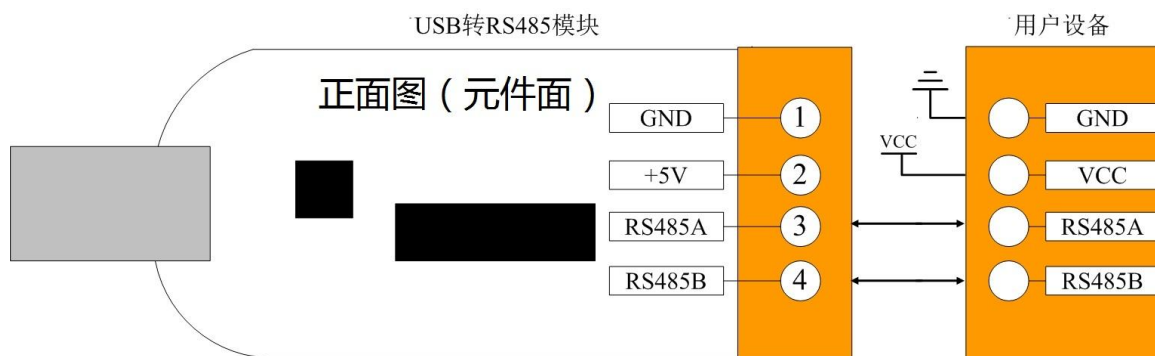 USB转RS485模块
用户设备
正面图（元件面）
GND
1
+5V
2
RS485A
3
RS485B
4
VCC
GND
VCC
RS485A
RS485B